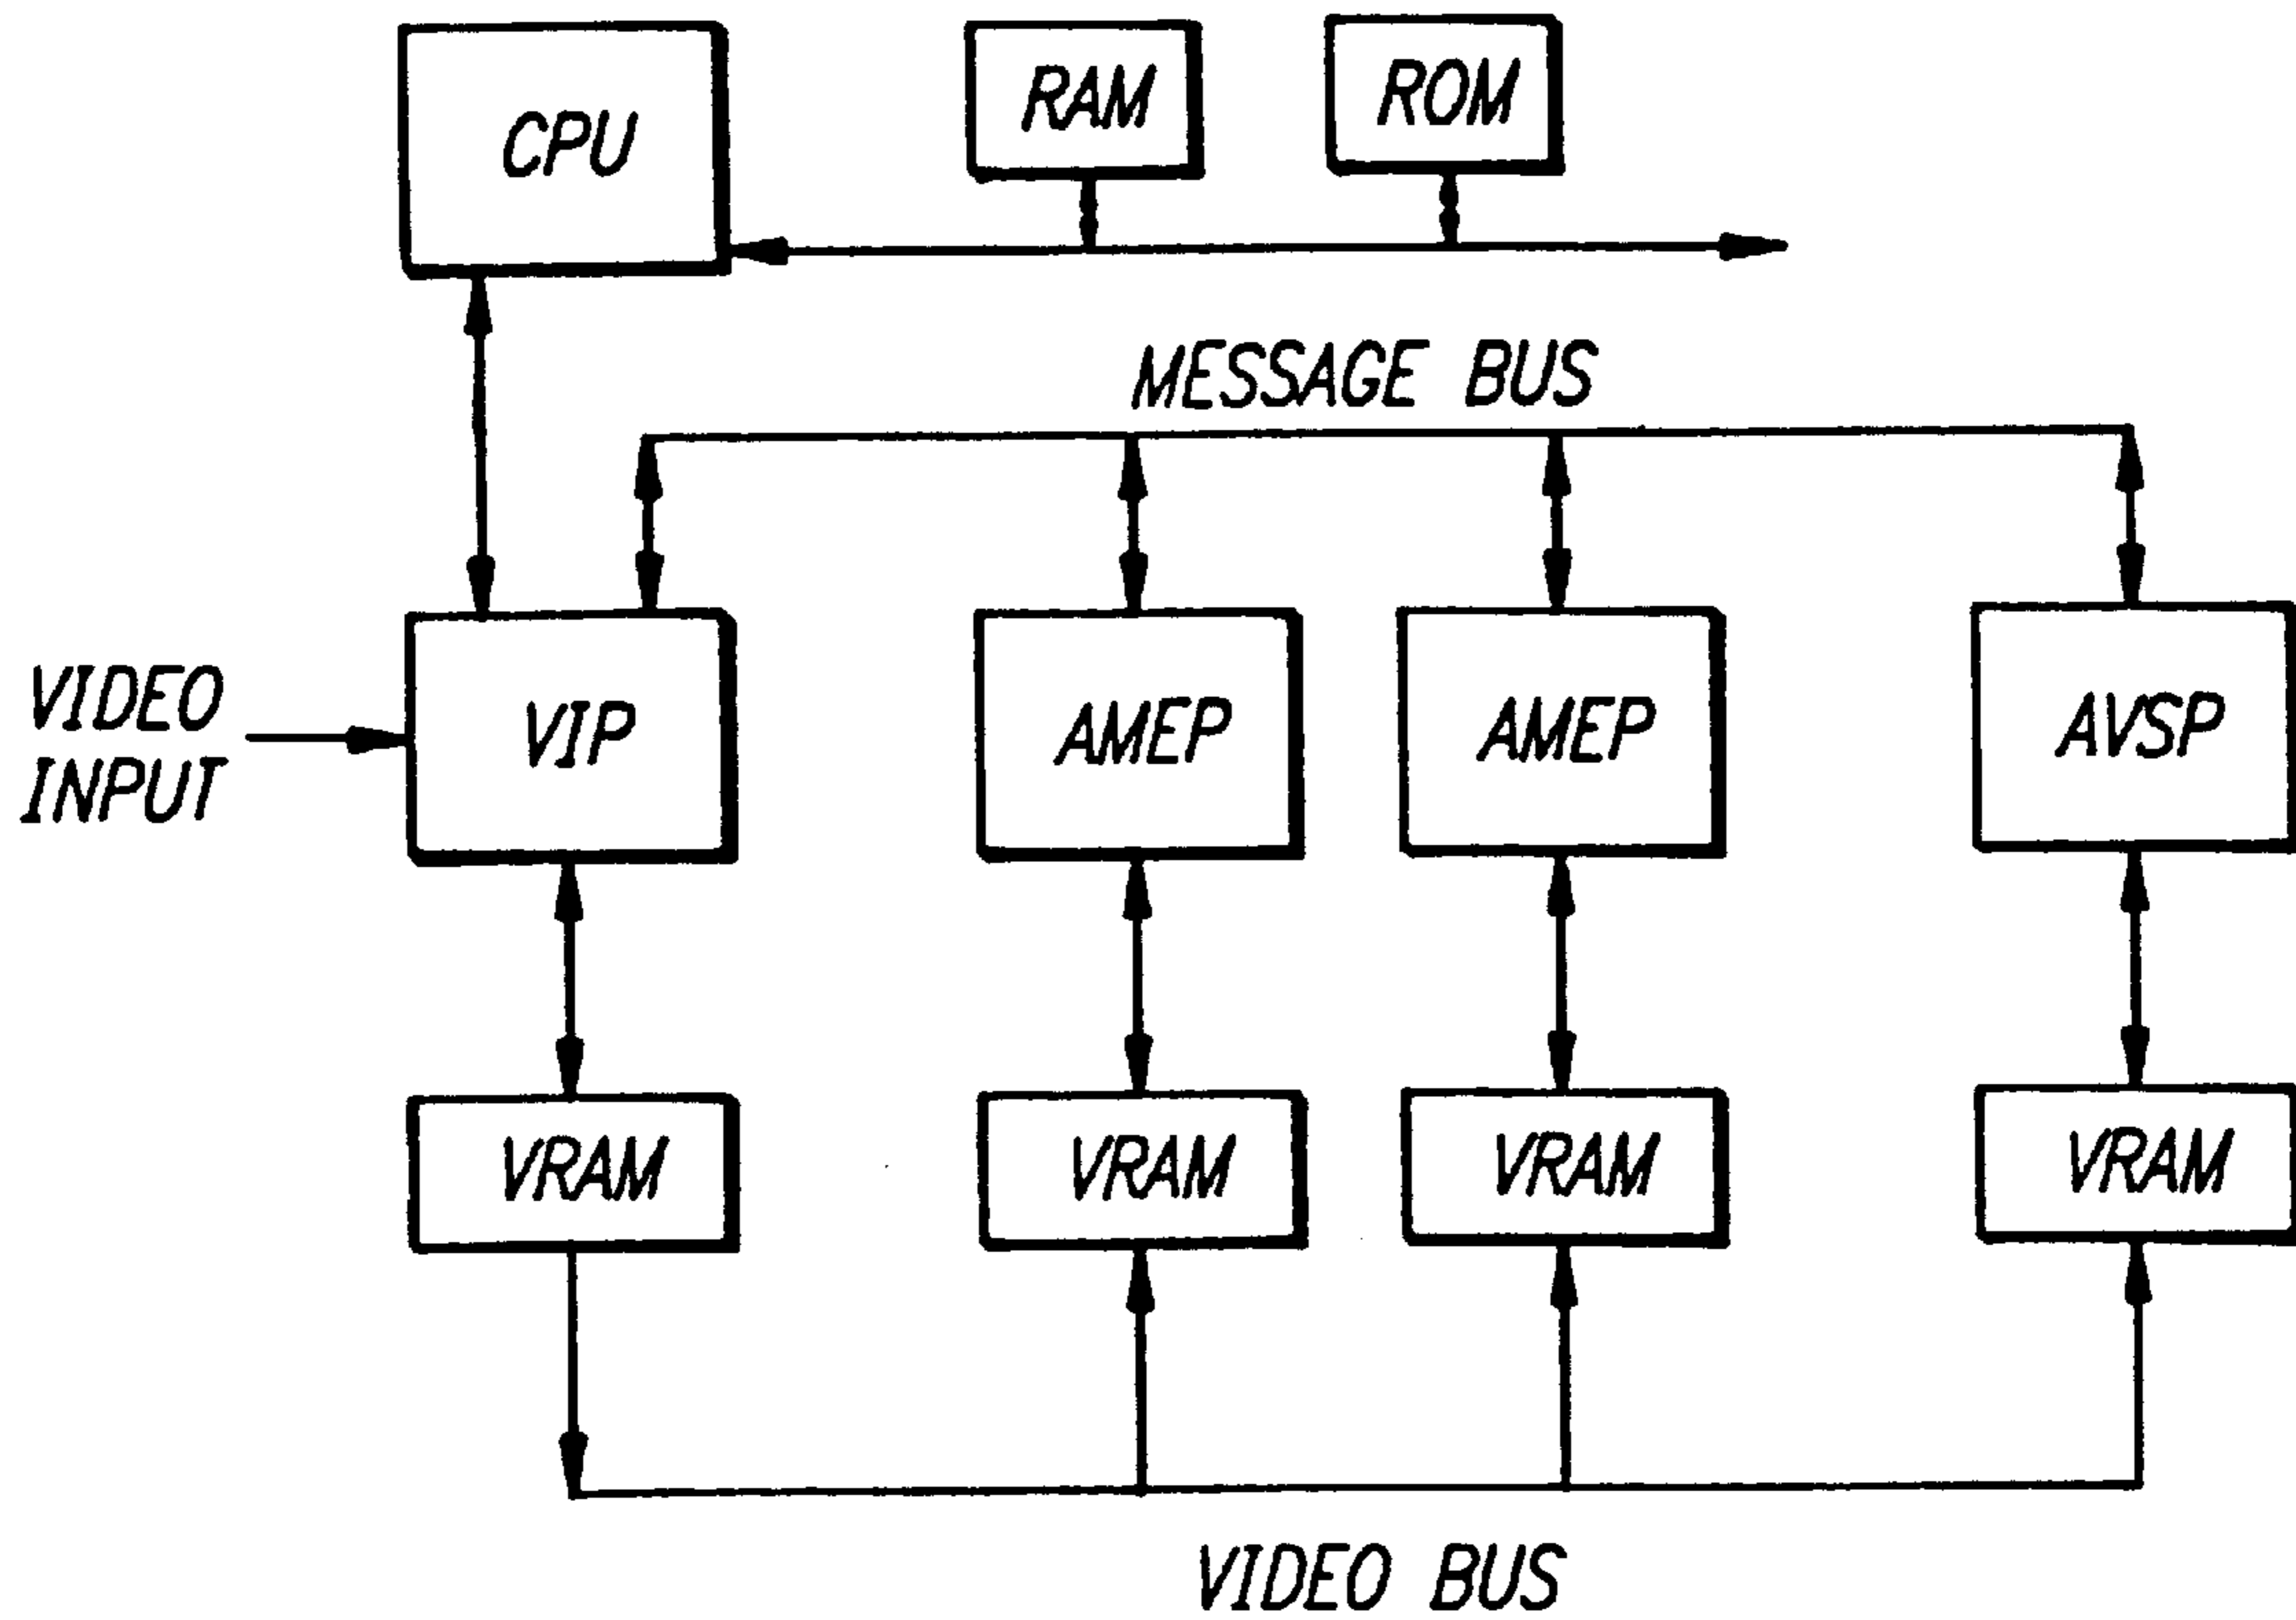 CPU
RAM
ROM
MESSAGE BUS
VIDEO
INPUT
VIP
AMEP
AMEP
AVSP
VRAM
VRAM
VRAM
VRAM
VIDEO BUS